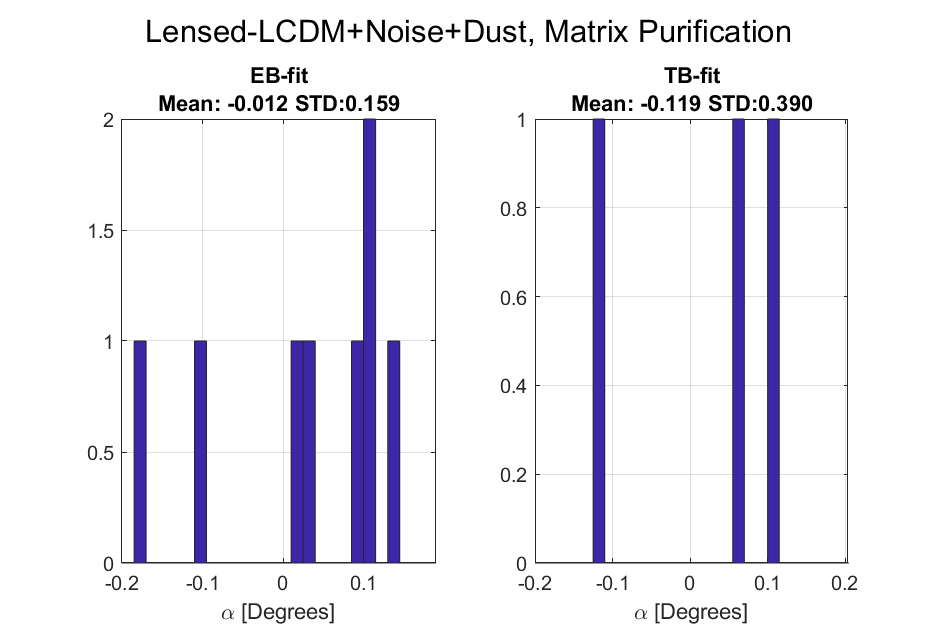 Lensed-LCDM+Noise+Dust, Matrix Purification
EB-fit
Mean: -0.012 STD:0.159
2
1.5
1
0.5
0
-0.2
-0.1
0
0.1
α [Degrees]
TB-fit
Mean: -0.119 STD:0.390
1
0.8
0.6
0.4
0.2
0
-0.2
-0.1
0
0.1
0.2
α [Degrees]